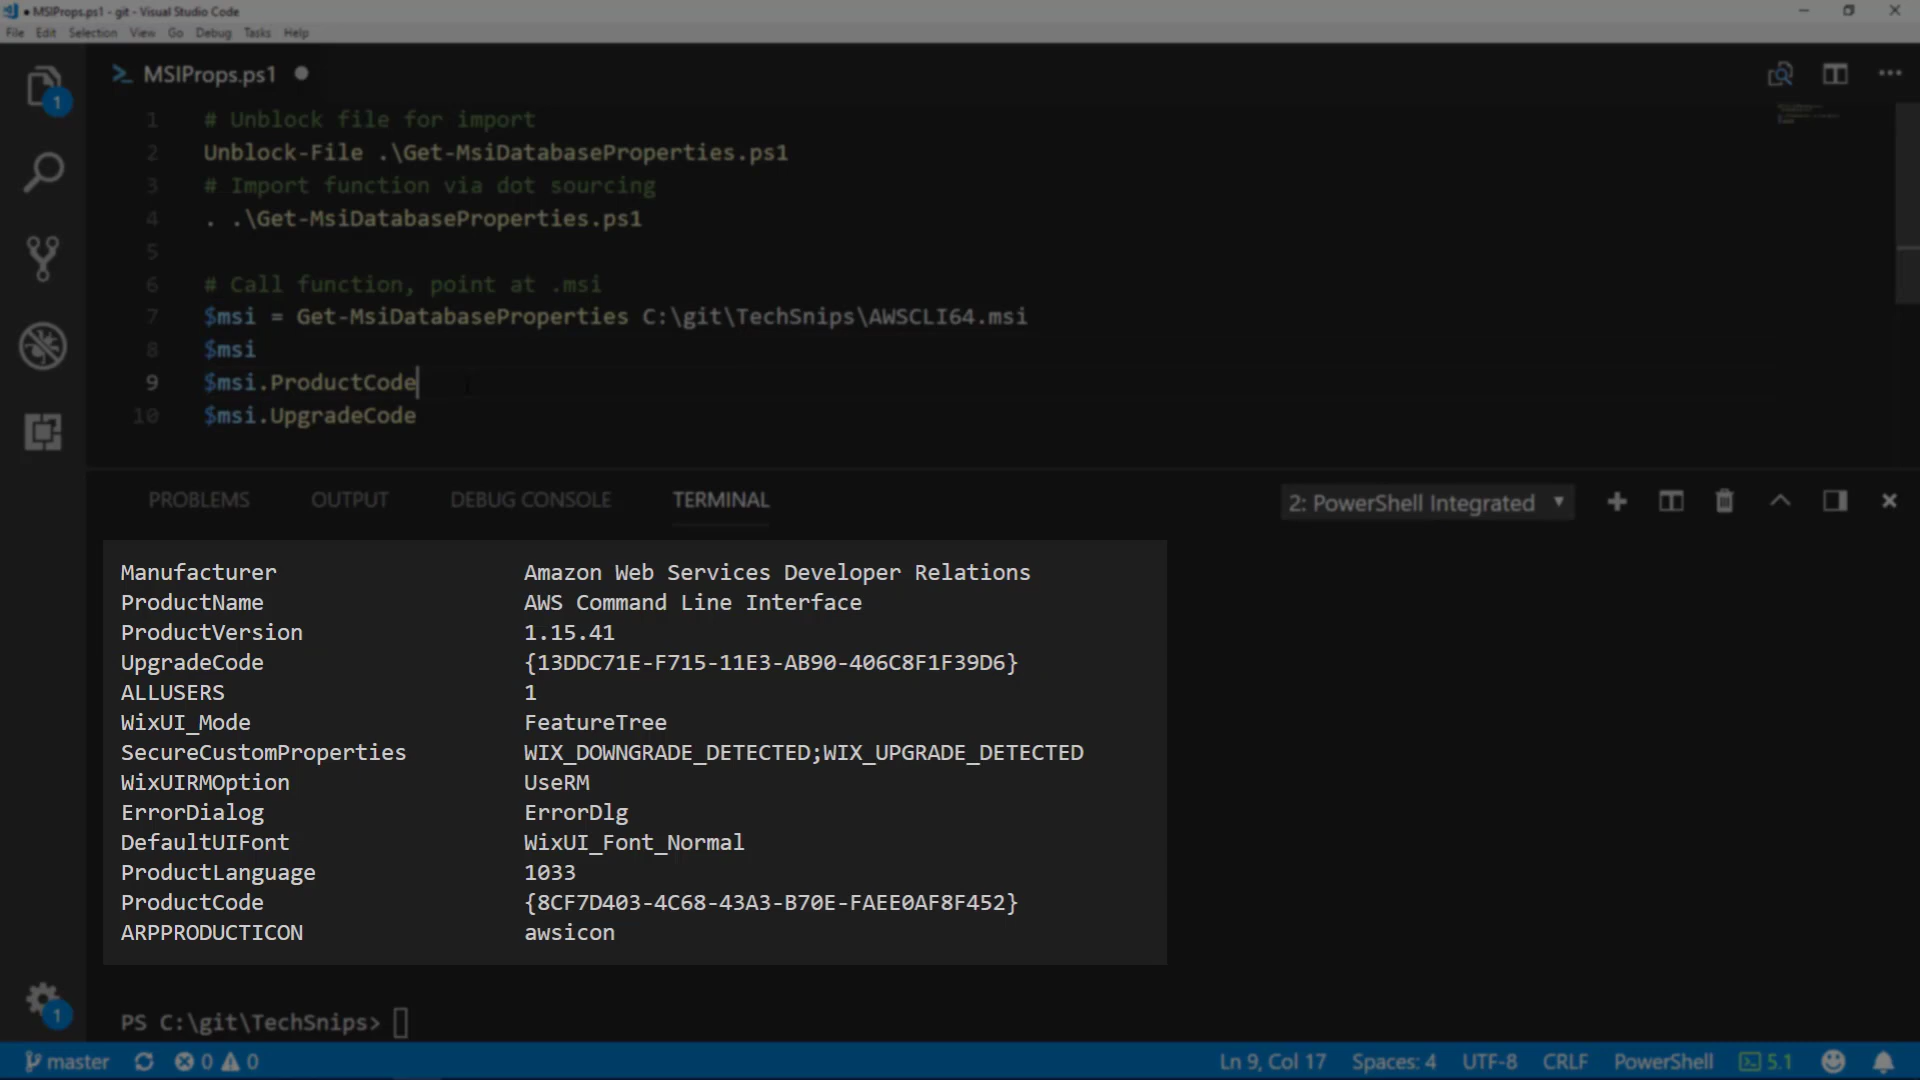 MSIProps.ps1 - git - Visual Studio Code
File Edit Selection View Go Debug Tasks Help
MSIProps.ps1
1
1 # Unblock file for import
2 Unblock-File .\Get-MsiDatabaseProperties.ps1
3 # Import function via dot sourcing
4 . .\Get-MsiDatabaseProperties.ps1
5
6 # Call function, point at .msi
7 $msi = Get-MsiDatabaseProperties C:\git\TechSnips\AWSCLI64.msi
8 $msi
9 $msi.ProductCode
10 $msi.UpgradeCode
PROBLEMS OUTPUT DEBUG CONSOLE TERMINAL 2: PowerShell Integrated
Manufacturer Amazon Web Services Developer Relations
ProductName AWS Command Line Interface
ProductVersion 1.15.41
UpgradeCode {13DDC71E-F715-11E3-AB90-406C8F1F39D6}
ALLUSERS 1
WixUI_Mode FeatureTree
SecureCustomProperties WIX_DOWNGRADE_DETECTED;WIX_UPGRADE_DETECTED
WixUIRMOption UseRM
ErrorDialog ErrorDlg
DefaultUIFont WixUI_Font_Normal
ProductLanguage 1033
ProductCode {8CF7D403-4C68-43A3-B70E-FAEE0AF8F452}
ARPPRODUCTICON awsicon
1
PS C:\git\TechSnips>
master 0 0 Ln 9, Col 17 Spaces: 4 UTF-8 CRLF PowerShell 5.1